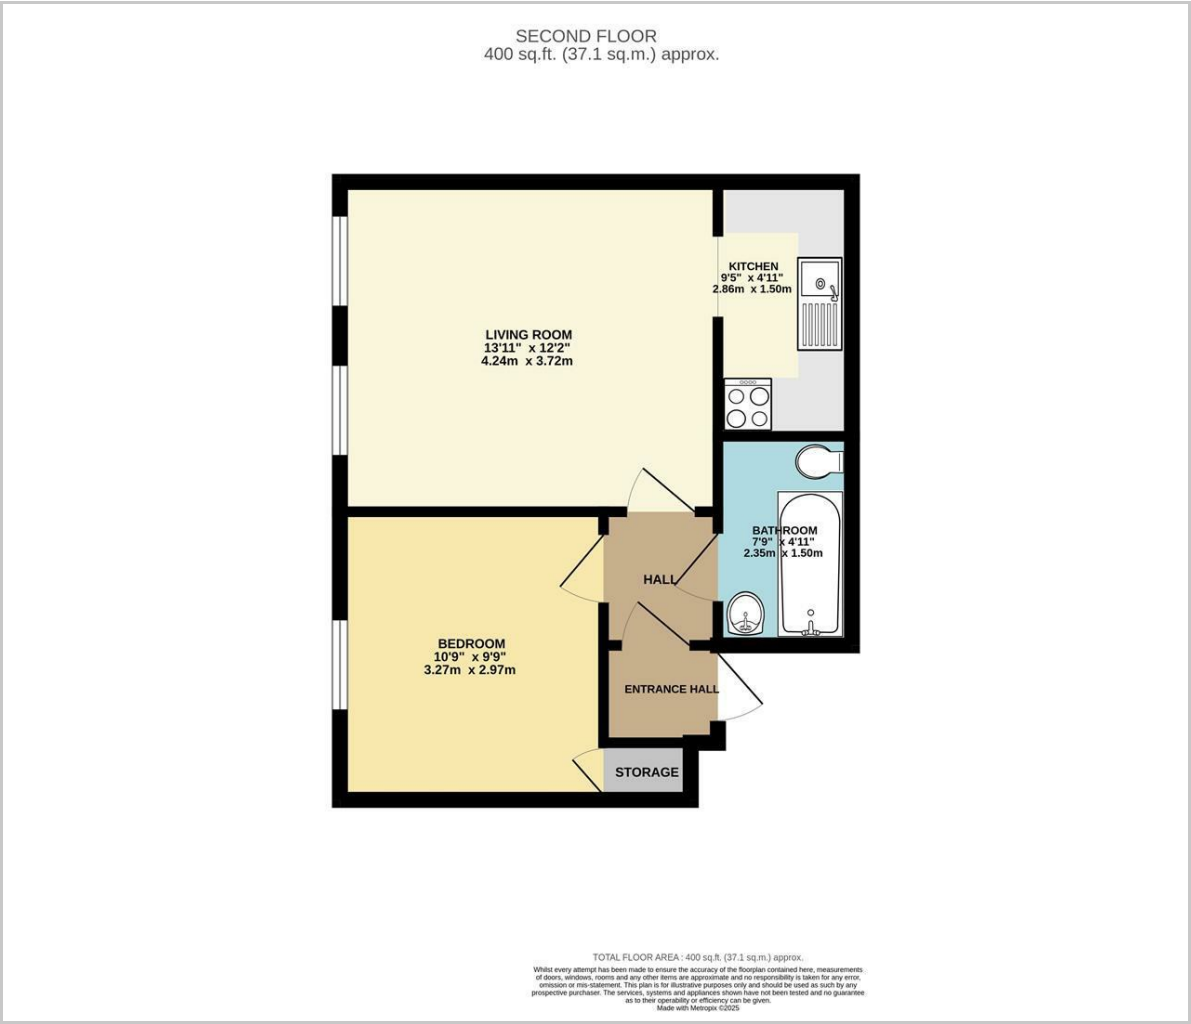 SECOND FLOOR
400 sq.ft. (37.1 sq.m.) approx.
KITCHEN
9'5" x 4'11"
2.86m x 1.50m
LIVING ROOM
13'11" x 12'2"
4.24m x 3.72m
BATHROOM
7'9" x 4'11"
2.35m x 1.50m
HALL
BEDROOM
10'9" x 9'9"
3.27m x 2.97m
ENTRANCE HALL
STORAGE
TOTAL FLOOR AREA : 400 sq.ft. (37.1 sq.m.) approx.
Whilst every attempt has been made to ensure the accuracy of the floorplan contained here, measurements
of doors, windows, rooms and any other items are approximate and no responsibility is taken for any error,
omission or mis-statement. This plan is for illustrative purposes only and should be used as such by any
prospective purchaser. The services, systems and appliances shown have not been tested and no guarantee
as to their operability or efficiency can be given.
Made with Metropix ©2025